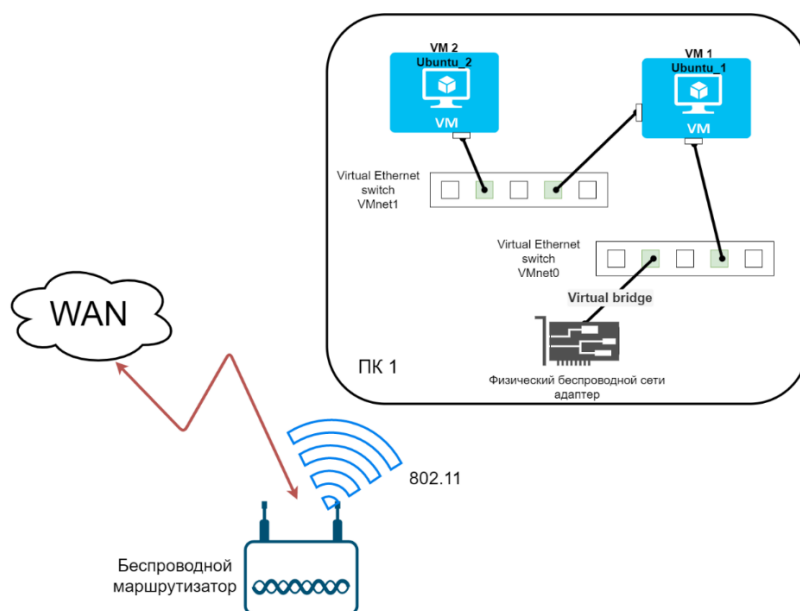 VM 2
Ubuntu_2
VM
VM 1
Ubuntu_1
VM
Virtual Ethernet
switch
VMnet1
Virtual Ethernet
switch
VMnet0
Virtual bridge
ПК 1
Физический беспроводной сети
адаптер
WAN
802.11
Беспроводной
маршрутизатор